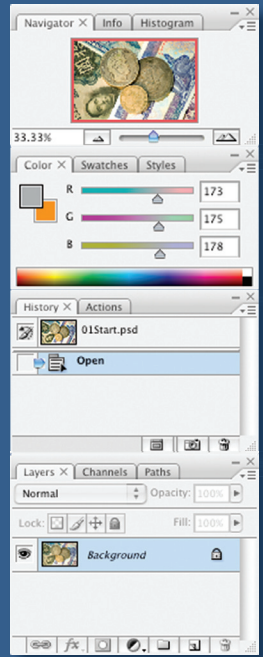 Navigator × Info Histogram
33.33%
Color × Swatches Styles
R 173
G 175
B 178
History × Actions
01Start.psd
Open
Layers × Channels Paths
Normal Opacity: 100%
Lock: Fill: 100%
Background
fx.